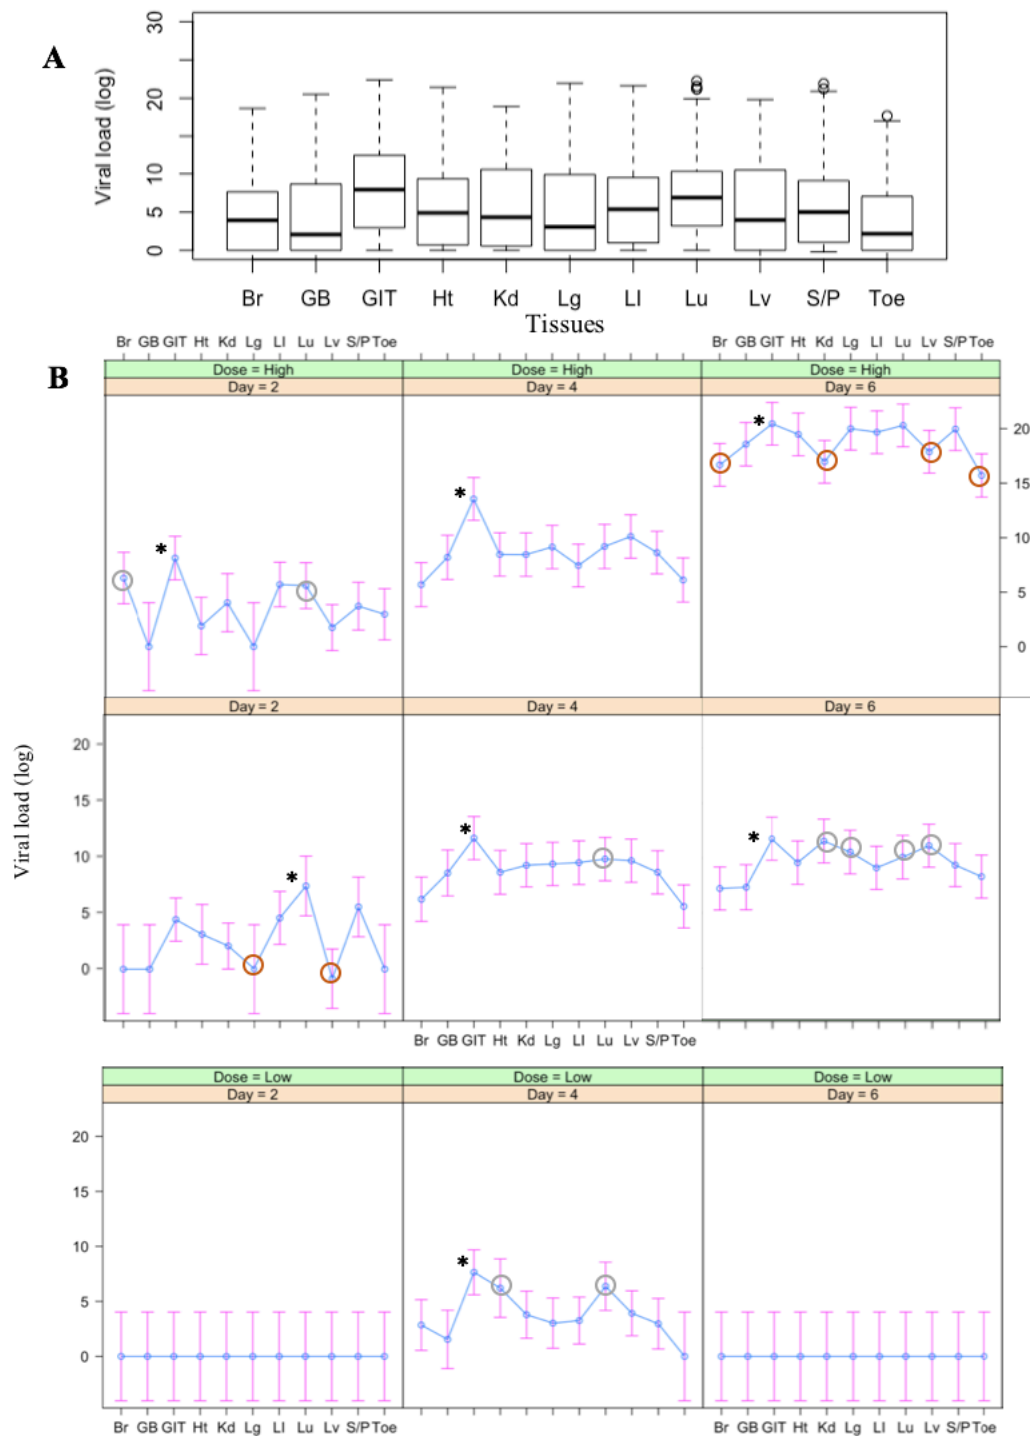 A
Viral load (log)
30
20
10
5
0
Br GB GIT Ht Kd Lg LI Lu Lv S/P Toe
Tissues
B
Br GB GIT Ht Kd Lg LI Lu Lv S/P Toe
Br GB GIT Ht Kd Lg LI Lu Lv S/P Toe
Dose = High Dose = High Dose = High
Day = 2 Day = 4 Day = 6
* * *
20
15
10
5
0
Viral load (log)
Day = 2 Day = 4 Day = 6
20
15
10
5
0
* * *
Br GB GIT Ht Kd Lg LI Lu Lv S/P Toe
Dose = Low Dose = Low Dose = Low
Day = 2 Day = 4 Day = 6
20
15
10
5
0
*
Br GB GIT Ht Kd Lg LI Lu Lv S/P Toe
Br GB GIT Ht Kd Lg LI Lu Lv S/P Toe